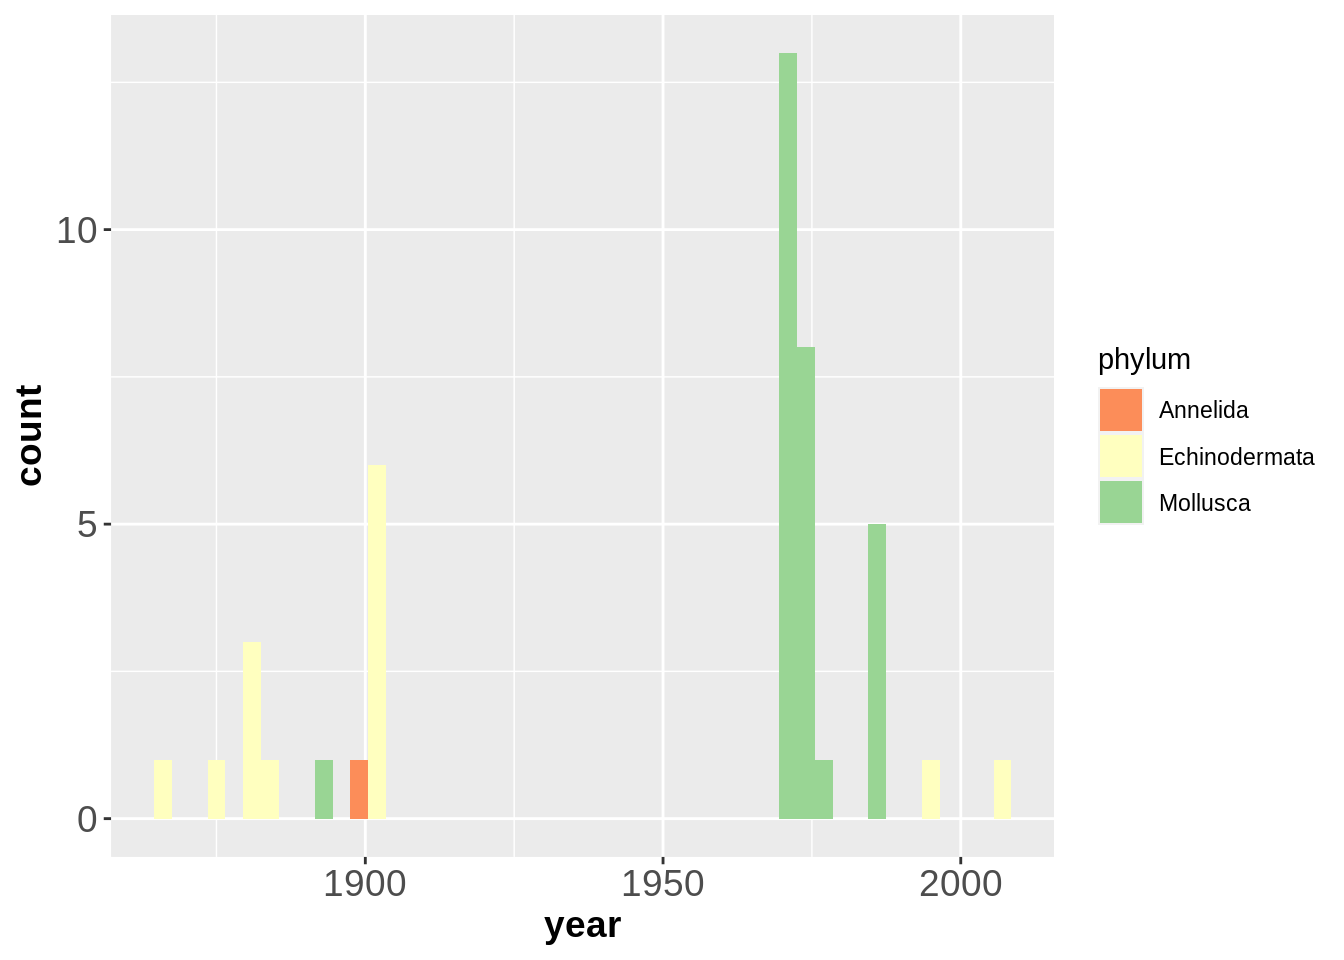 count
10
5
0
1900
1950
2000
year
phylum
Annelida
Echinodermata
Mollusca